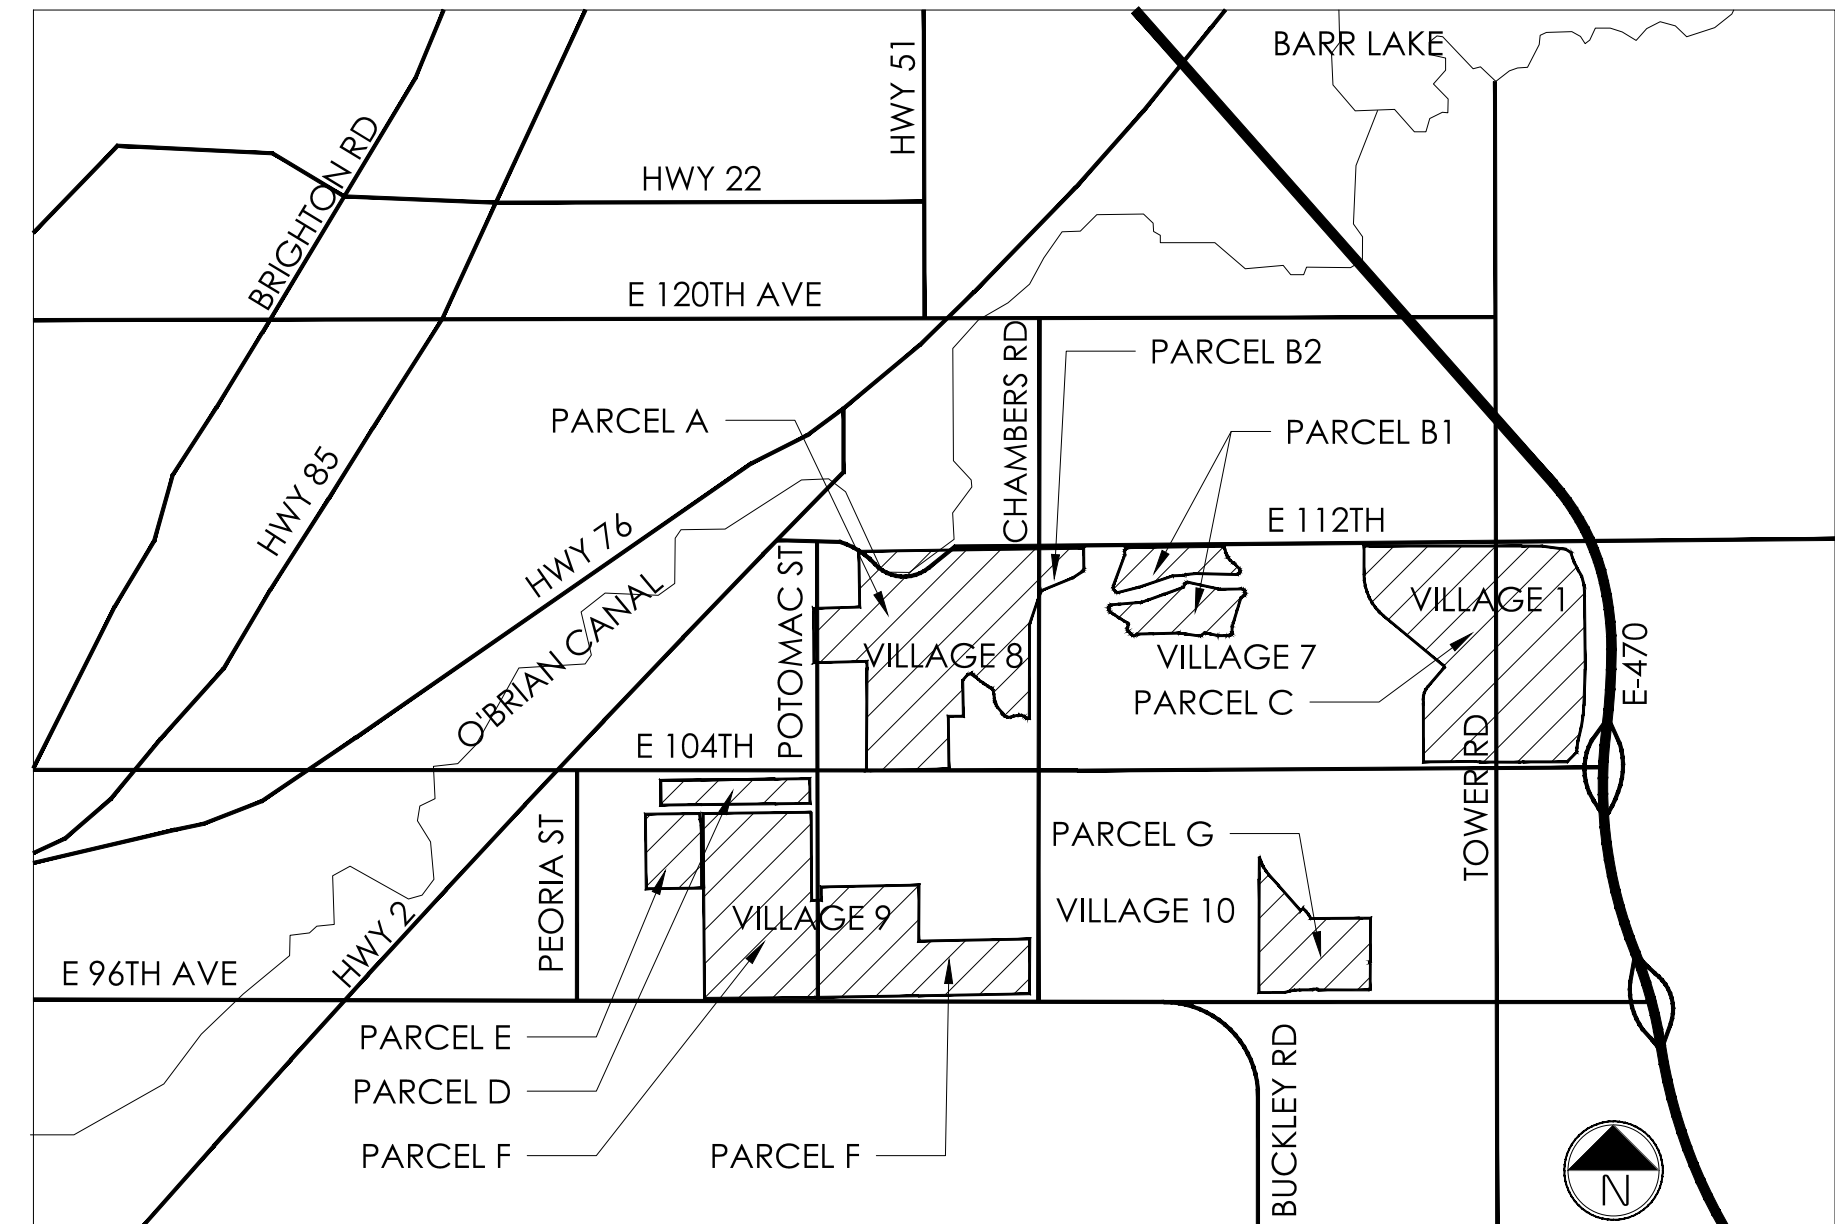 BARR LAKE
HWY 51
BRIGHTON RD
HWY 22
E 120TH AVE
CHAMBERS RD
PARCEL B2
PARCEL A
PARCEL B1
HWY 85
HWY 76
E 112TH
O'BRIAN CANAL
POTOMAC ST
VILLAGE 1
VILLAGE 8
VILLAGE 7
E-470
PARCEL C
E 104TH
TOWER RD
PEORIA ST
PARCEL G
VILLAGE 9
VILLAGE 10
HWY 2
E 96TH AVE
PARCEL E
PARCEL D
PARCEL F
PARCEL F
BUCKLEY RD
N